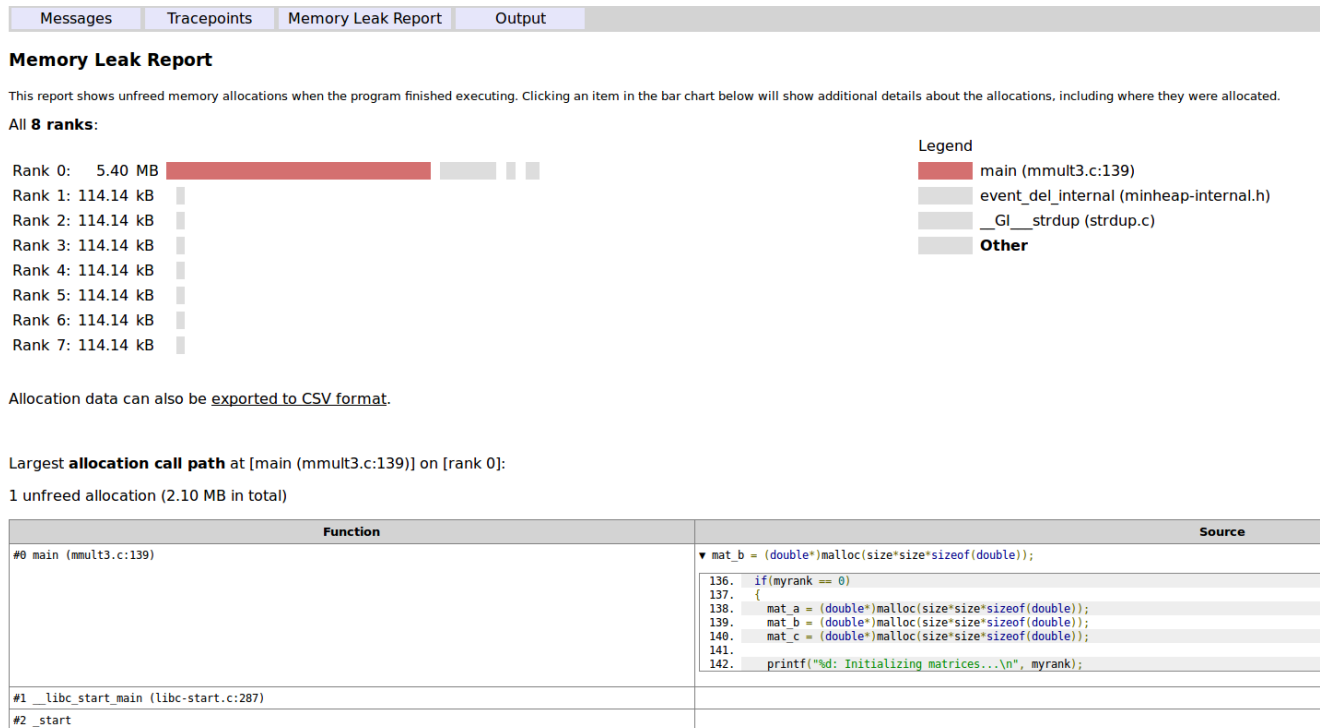 Messages Tracepoints Memory Leak Report Output
Memory Leak Report
This report shows unfreed memory allocations when the program finished executing. Clicking an item in the bar chart below will show additional details about the allocations, including where they were allocated.
All 8 ranks:
Legend
Rank 0: 5.40 MB main (mmult3.c:139)
Rank 1: 114.14 kB event_del_internal (minheap-internal.h)
Rank 2: 114.14 kB __GI___strdup (strdup.c)
Rank 3: 114.14 kB Other
Rank 4: 114.14 kB
Rank 5: 114.14 kB
Rank 6: 114.14 kB
Rank 7: 114.14 kB
Allocation data can also be exported to CSV format.
Largest allocation call path at [main (mmult3.c:139)] on [rank 0]:
1 unfreed allocation (2.10 MB in total)
Function Source
#0 main (mmult3.c:139) ▼ mat_b = (double*)malloc(size*size*sizeof(double));
136. if(myrank == 0)
137. {
138. mat_a = (double*)malloc(size*size*sizeof(double));
139. mat_b = (double*)malloc(size*size*sizeof(double));
140. mat_c = (double*)malloc(size*size*sizeof(double));
141.
142. printf("%d: Initializing matrices...\n", myrank);
#1 __libc_start_main (libc-start.c:287)
#2 _start